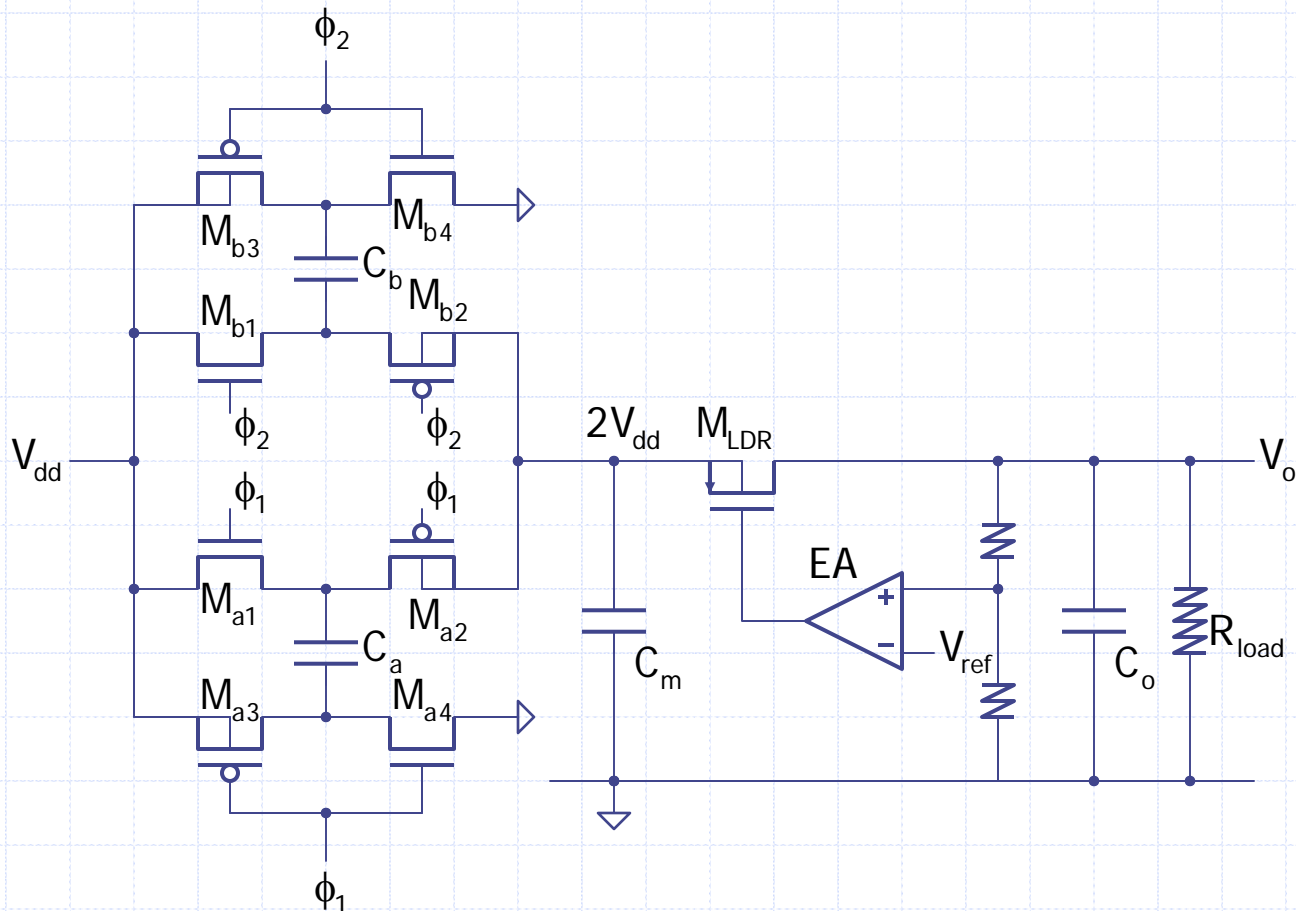 ϕ2
Mb3
Mb4
Cb
Mb1
Mb2
ϕ2
ϕ2
2Vdd
MLDR
Vdd
Vo
ϕ1
ϕ1
EA
+
Ma1
Ma2
Ca
Cm
−
Vref
Co
Rload
Ma3
Ma4
ϕ1